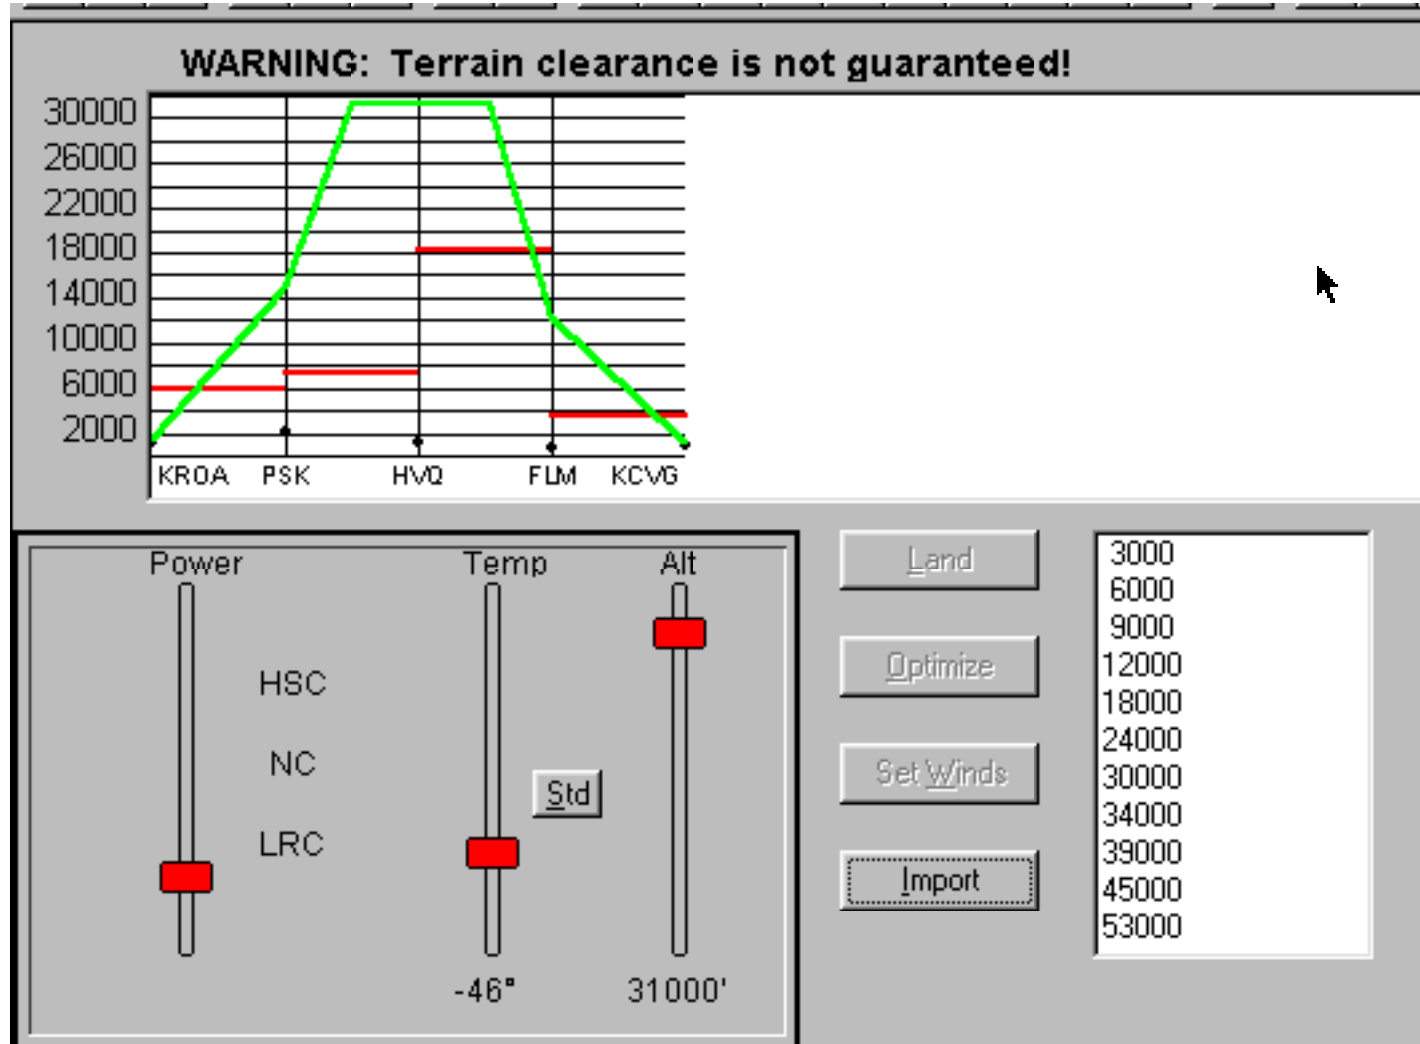 WARNING:  Terrain clearance is not guaranteed!
30000
26000
22000
18000
14000
10000
6000
2000
KROA PSK HVQ FLM KCVG
Power Temp Alt
HSC
NC
LRC
Std
-46° 31000'
Land
Optimize
Set Winds
Import
3000
6000
9000
12000
18000
24000
30000
34000
39000
45000
53000